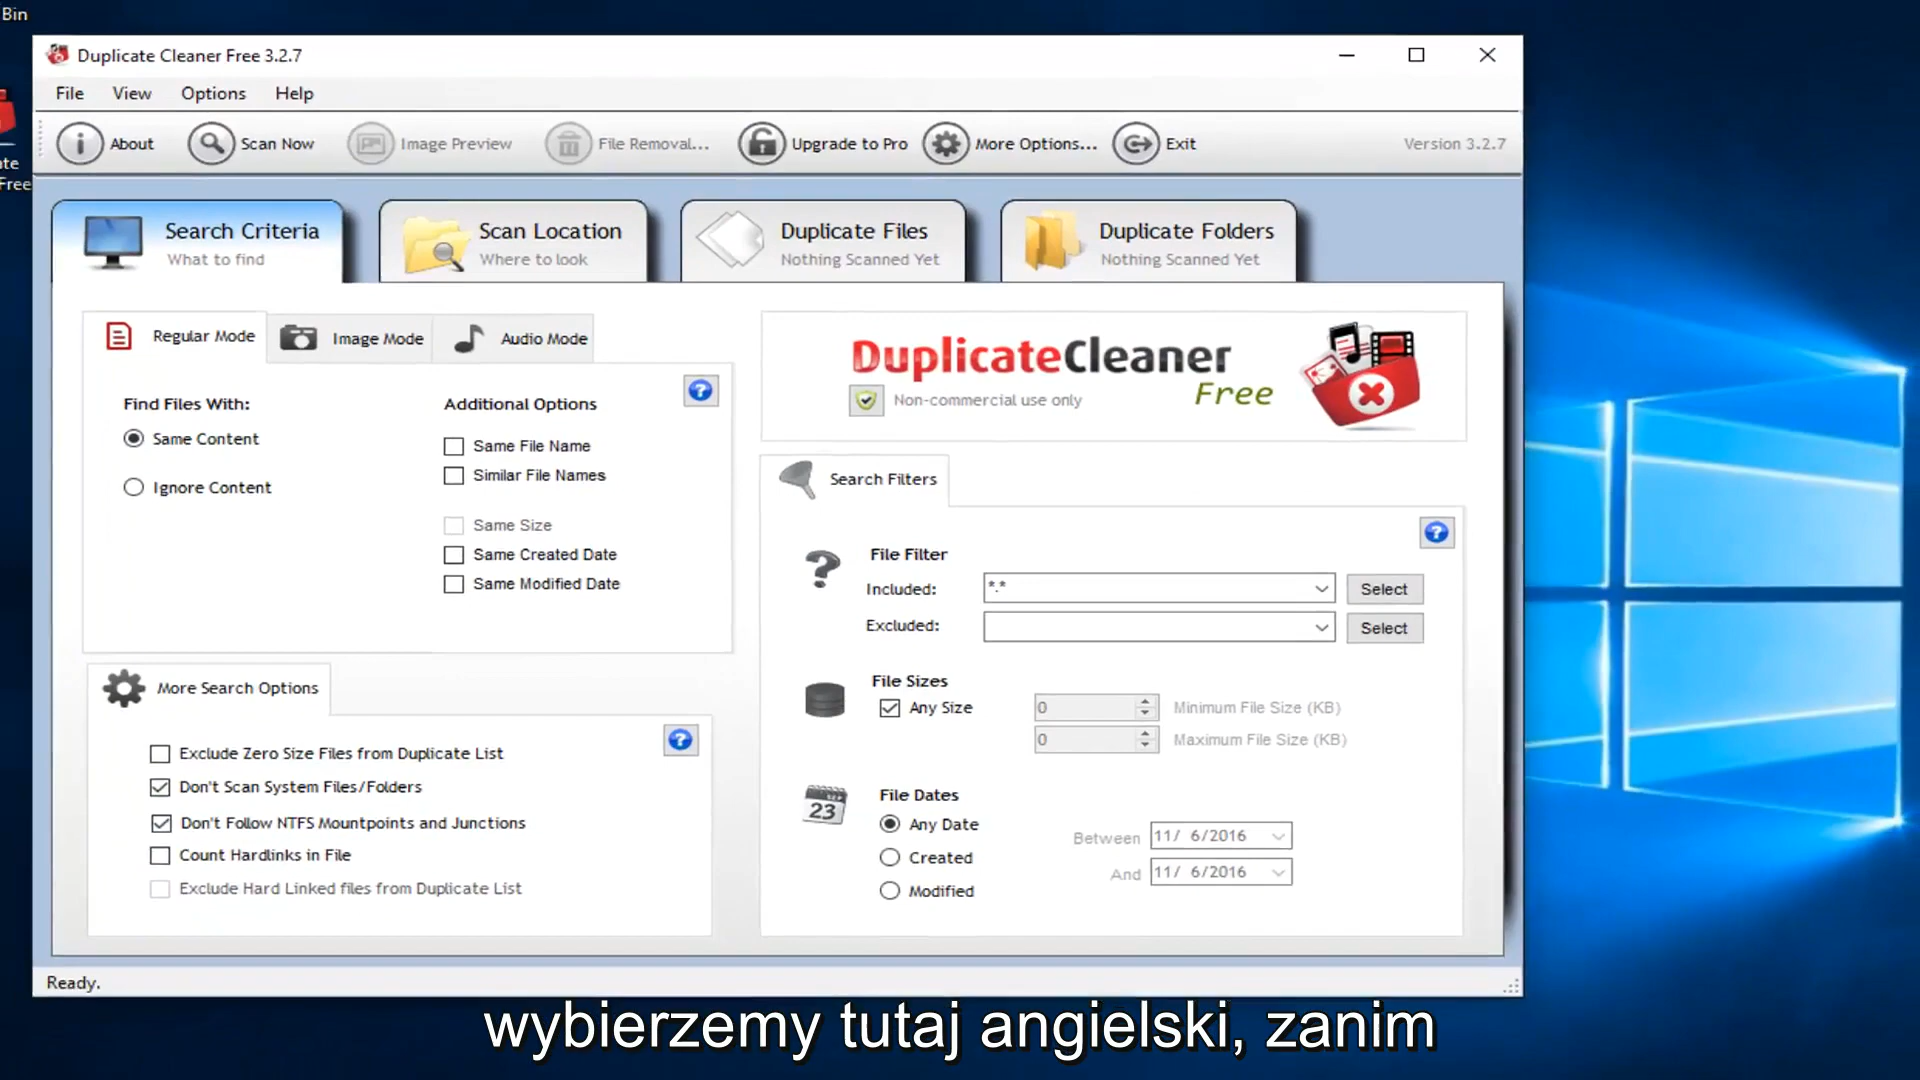 Bin
Duplicate Cleaner Free 3.2.7
File View Options Help
About Scan Now Image Preview File Removal... Upgrade to Pro More Options... Exit Version 3.2.7
Free
Search Criteria
What to find
Scan Location
Where to look
Duplicate Files
Nothing Scanned Yet
Duplicate Folders
Nothing Scanned Yet
Regular Mode Image Mode Audio Mode
Find Files With:
Same Content
Ignore Content
Additional Options
Same File Name
Similar File Names
Same Size
Same Created Date
Same Modified Date
DuplicateCleaner
Free
Non-commercial use only
Search Filters
File Filter
Included: *.* Select
Excluded: Select
File Sizes
Any Size 0 Minimum File Size (KB)
0 Maximum File Size (KB)
SEP
23
File Dates
Any Date
Created
Modified
Between 11/ 6/2016
And 11/ 6/2016
More Search Options
Exclude Zero Size Files from Duplicate List
Don't Scan System Files/Folders
Don't Follow NTFS Mountpoints and Junctions
Count Hardlinks in File
Exclude Hard Linked files from Duplicate List
Ready.
wybierzemy tutaj angielski, zanim